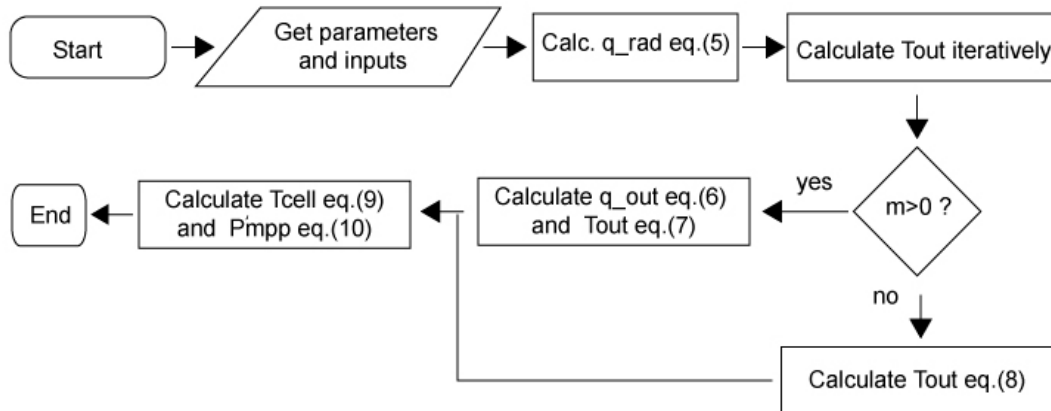 Start
Get parameters
and inputs
Calc. q_rad eq.(5)
Calculate Tout iteratively
m>0 ?
yes
Calculate q_out eq.(6)
and Tout eq.(7)
Calculate Tcell eq.(9)
and Pmpp eq.(10)
End
no
Calculate Tout eq.(8)